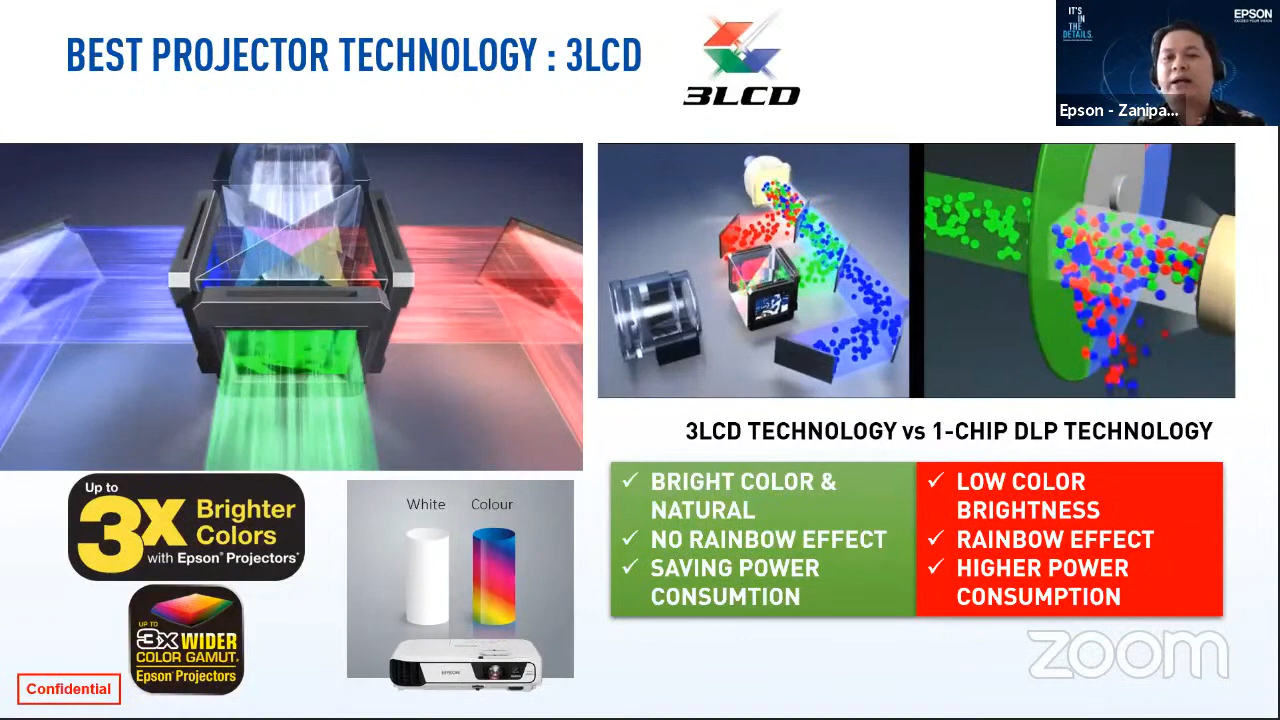 BEST PROJECTOR TECHNOLOGY : 3LCD
3LCD
IT'S
IN
THE
DETAILS.
EPSON
EXCEED YOUR VISION
Epson - Zanipa...
3LCD TECHNOLOGY vs 1-CHIP DLP TECHNOLOGY
✓ BRIGHT COLOR &
NATURAL
✓ NO RAINBOW EFFECT
✓ SAVING POWER
CONSUMTION
✓ LOW COLOR
BRIGHTNESS
✓ RAINBOW EFFECT
✓ HIGHER POWER
CONSUMPTION
Up to
3x Brighter
Colors
with Epson® Projectors*
UP TO
3X WIDER
COLOR GAMUT*
Epson Projectors
White Colour
EPSON
Confidential
zoom